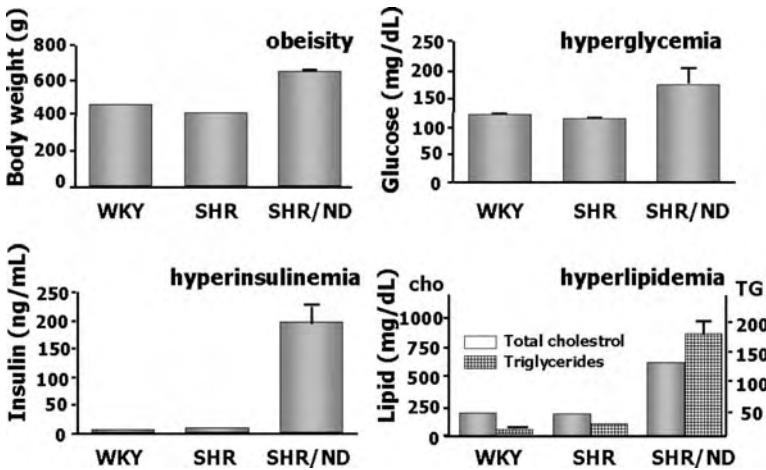 obeisity
Body weight (g)
800
600
400
200
0
WKY SHR SHR/ND
hyperglycemia
Glucose (mg/dL)
250
200
150
100
50
0
WKY SHR SHR/ND
hyperinsulinemia
Insulin (ng/mL)
250
200
150
100
50
0
WKY SHR SHR/ND
cho hyperlipidemia TG
Lipid (mg/dL)
1000
750
500
250
0
Total cholestrol
Triglycerides
200
150
100
50
WKY SHR SHR/ND